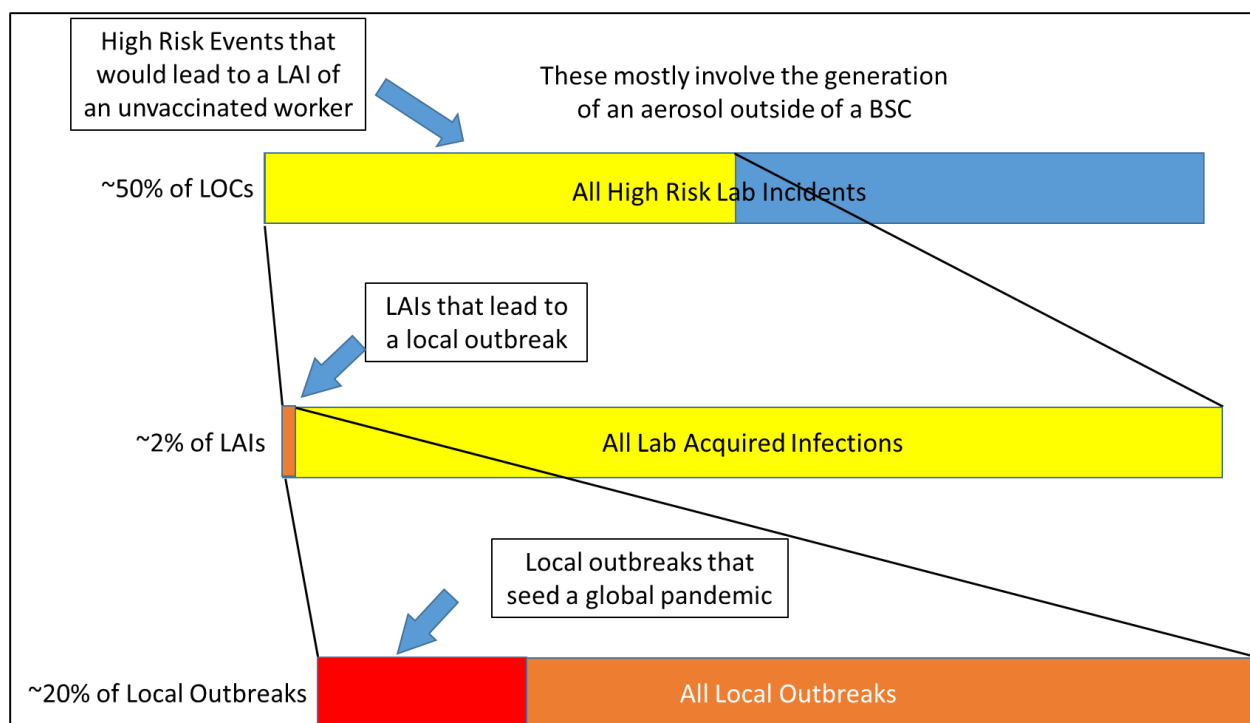 High Risk Events that
would lead to a LAI of
an unvaccinated worker
These mostly involve the generation
of an aerosol outside of a BSC
~50% of LOCs
All High Risk Lab Incidents
LAIs that lead to
a local outbreak
~2% of LAIs
All Lab Acquired Infections
Local outbreaks that
seed a global pandemic
~20% of Local Outbreaks
All Local Outbreaks